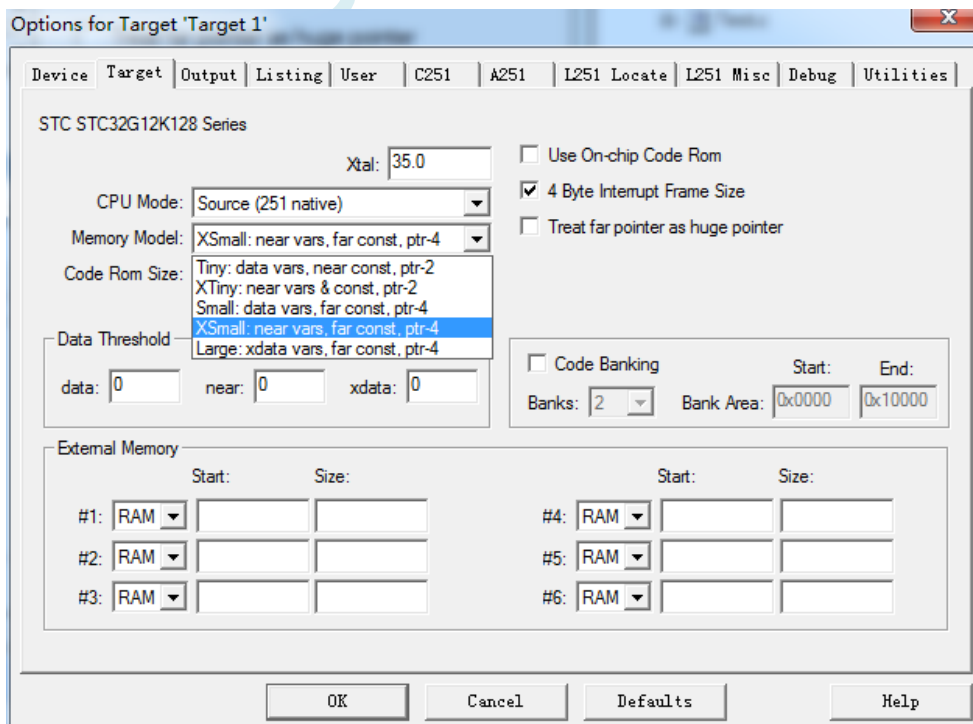 Options for Target 'Target 1'
Device Target Output Listing User C251 A251 L251 Locate L251 Misc Debug Utilities
STC STC32G12K128 Series
Xtal: 35.0
Use On-chip Code Rom
CPU Mode: Source (251 native)
4 Byte Interrupt Frame Size
Memory Model: XSmall: near vars, far const, ptr-4
Treat far pointer as huge pointer
Code Rom Size:
Tiny: data vars, near const, ptr-2
XTiny: near vars & const, ptr-2
Small: data vars, far const, ptr-4
XSmall: near vars, far const, ptr-4
Large: xdata vars, far const, ptr-4
Data Threshold
data: 0 near: 0 xdata: 0
Code Banking Start: End:
Banks: 2 Bank Area: 0x0000 0x10000
External Memory
Start: Size: Start: Size:
#1: RAM #4: RAM
#2: RAM #5: RAM
#3: RAM #6: RAM
OK Cancel Defaults Help